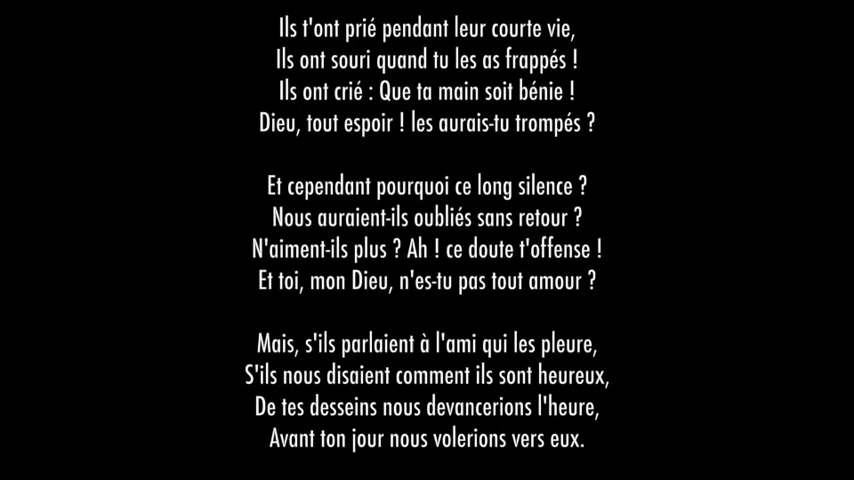 Ils t'ont prié pendant leur courte vie,
Ils ont souri quand tu les as frappés !
Ils ont crié : Que ta main soit bénie !
Dieu, tout espoir ! les aurais-tu trompés ?
Et cependant pourquoi ce long silence ?
Nous auraient-ils oubliés sans retour ?
N'aiment-ils plus ? Ah ! ce doute t'offense !
Et toi, mon Dieu, n'es-tu pas tout amour ?
Mais, s'ils parlaient à l'ami qui les pleure,
S'ils nous disaient comment ils sont heureux,
De tes desseins nous devancerions l'heure,
Avant ton jour nous volerions vers eux.